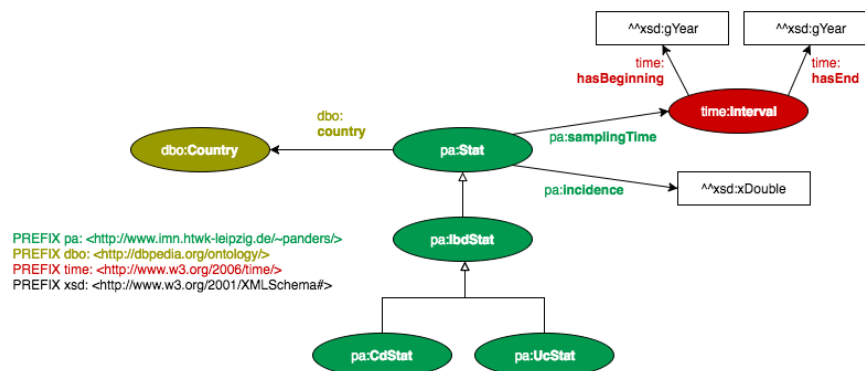 ^^xsd:gYear
^^xsd:gYear
time:
hasBeginning
time:
hasEnd
dbo:
country
time:Interval
dbo:Country
pa:Stat
pa:samplingTime
pa:incidence
^^xsd:xDouble
PREFIX pa: <http://www.imn.htwk-leipzig.de/~panders/>
PREFIX dbo: <http://dbpedia.org/ontology/>
PREFIX time: <http://www.w3.org/2006/time/>
PREFIX xsd: <http://www.w3.org/2001/XMLSchema#>
pa:IbdStat
pa:CdStat
pa:UcStat